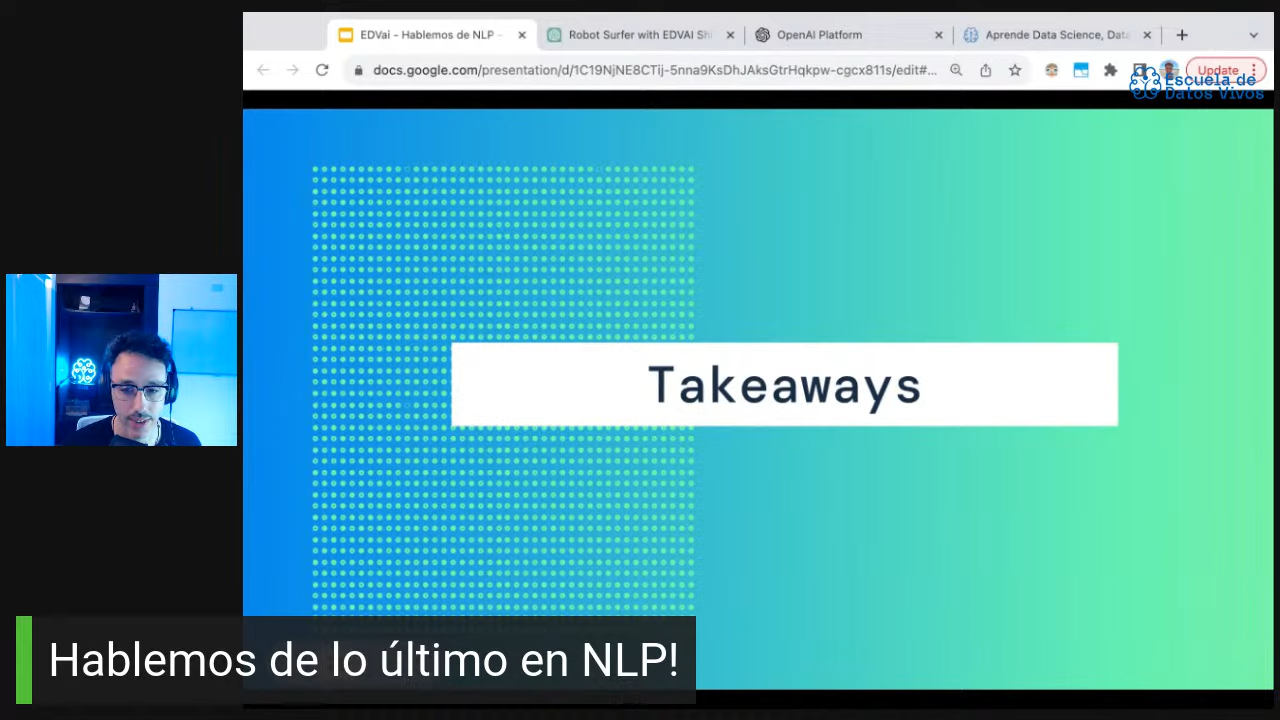 EDVai - Hablemos de NLP -
Robot Surfer with EDVAI Shi
OpenAI Platform
Aprende Data Science, Data
docs.google.com/presentation/d/1C19NjNE8CTij-5nna9KsDhJAksGtrHqkpw-cgcx811s/edit#...
Update
Escuela de
Datos Vivos
Takeaways
Hablemos de lo último en NLP!